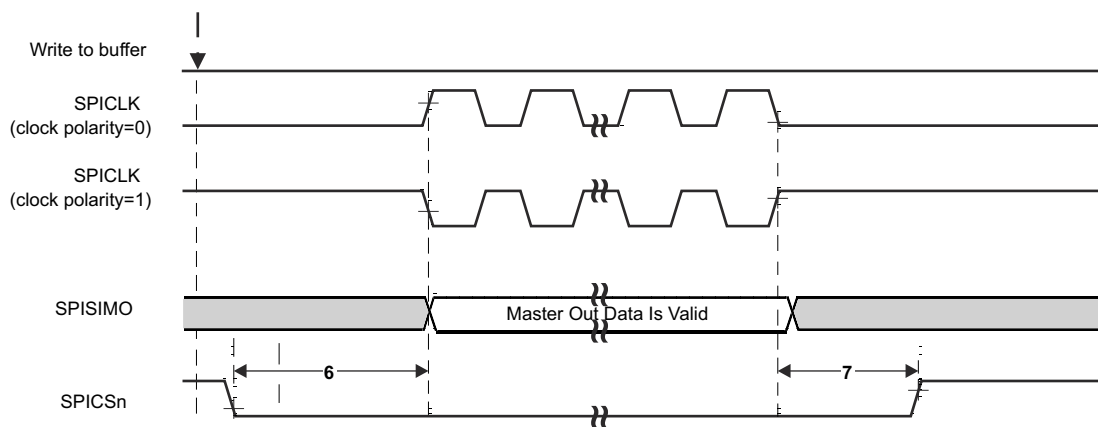 Write to buffer
SPICLK
(clock polarity=0)
SPICLK
(clock polarity=1)
SPISIMO
Master Out Data Is Valid
6
7
SPICSn